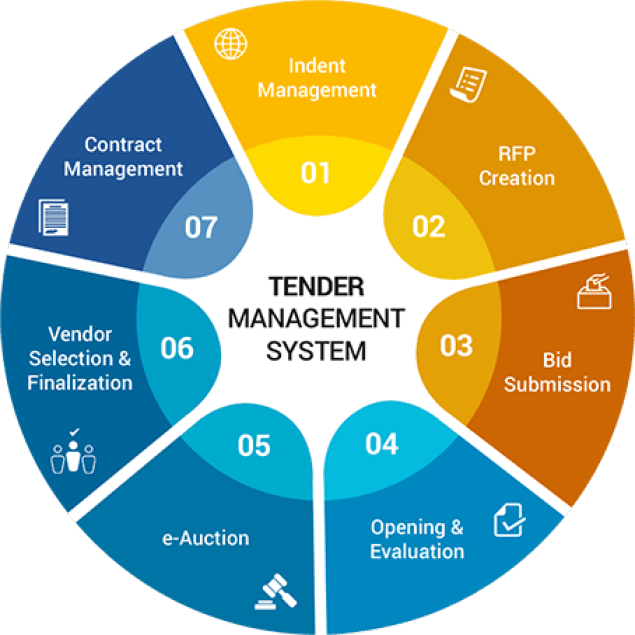 TENDER
MANAGEMENT
SYSTEM
01
Indent
Management
02
RFP
Creation
03
Bid
Submission
04
Opening &
Evaluation
05
e-Auction
06
Vendor
Selection &
Finalization
07
Contract
Management